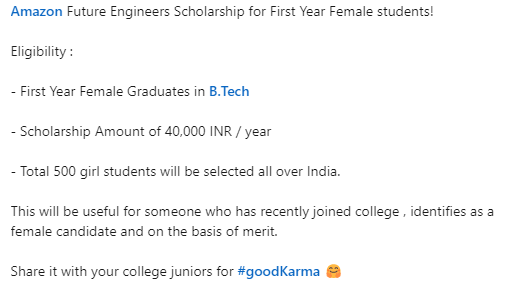 Amazon Future Engineers Scholarship for First Year Female students!
Eligibility :
- First Year Female Graduates in B.Tech
- Scholarship Amount of 40,000 INR / year
- Total 500 girl students will be selected all over India.
This will be useful for someone who has recently joined college , identifies as a
female candidate and on the basis of merit.
Share it with your college juniors for #goodKarma 🤗